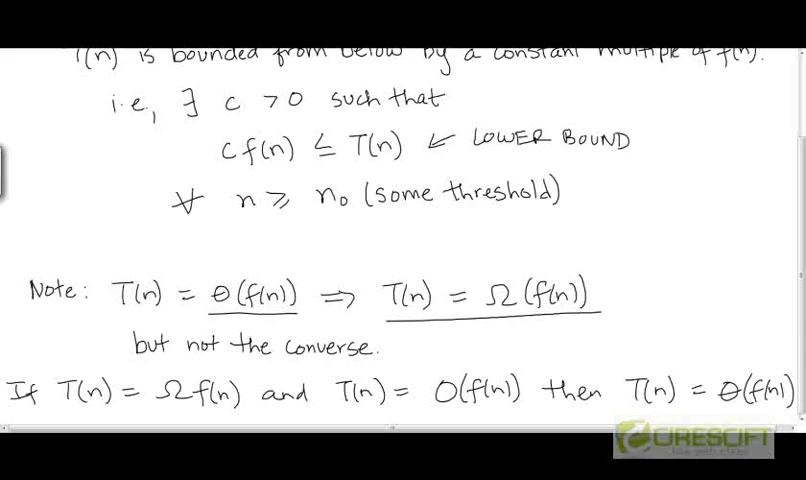 T(n) is bounded from below by a constant multiple of f(n).
i.e., ∃ c > 0 such that
c f(n) ≤ T(n) ← LOWER BOUND
∀ n ≥ n₀ (some threshold)
Note: T(n) = θ(f(n)) ⇒ T(n) = Ω(f(n))
but not the converse.
If T(n) = Ωf(n) and T(n) = O(f(n)) then T(n) = θ(f(n))